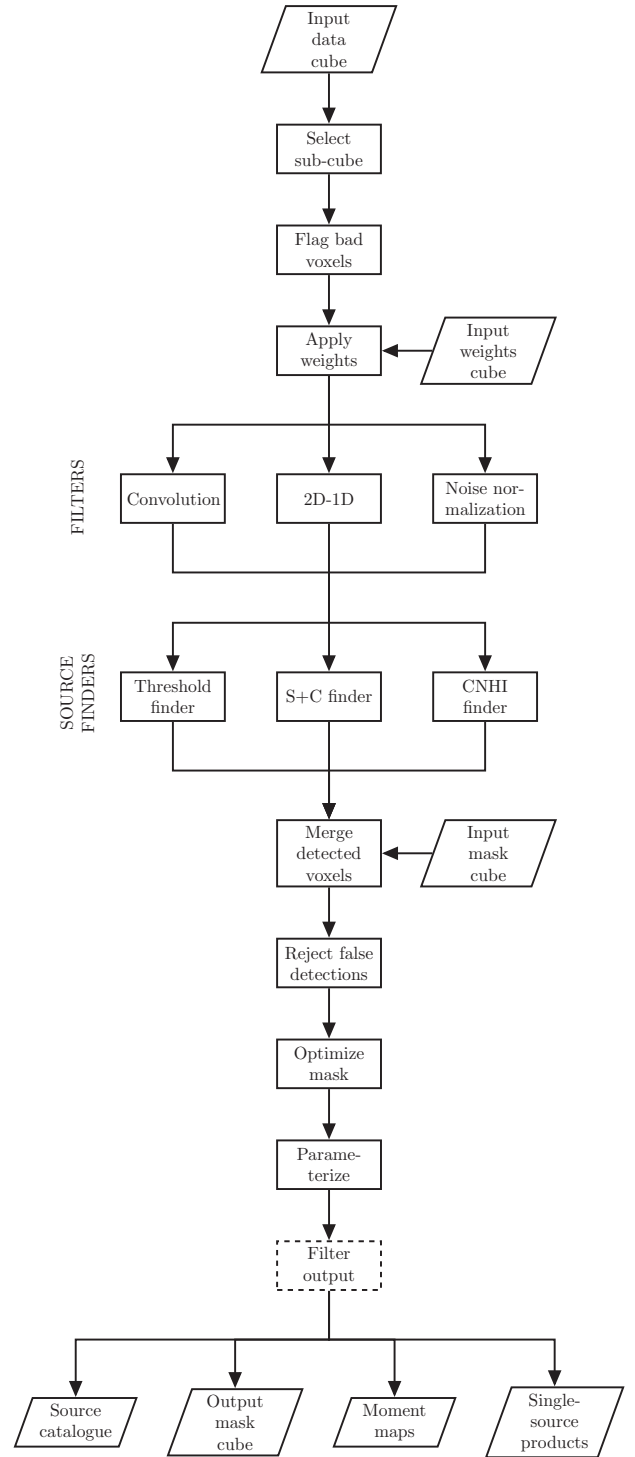 Input
data
cube
Select
sub-cube
Flag bad
voxels
Apply
weights
Input
weights
cube
FILTERS
Convolution
2D-1D
Noise nor-
malization
SOURCE
FINDERS
Threshold
finder
S+C finder
CNHI
finder
Merge
detected
voxels
Input
mask
cube
Reject false
detections
Optimize
mask
Parame-
terize
Filter
output
Source
catalogue
Output
mask
cube
Moment
maps
Single-
source
products